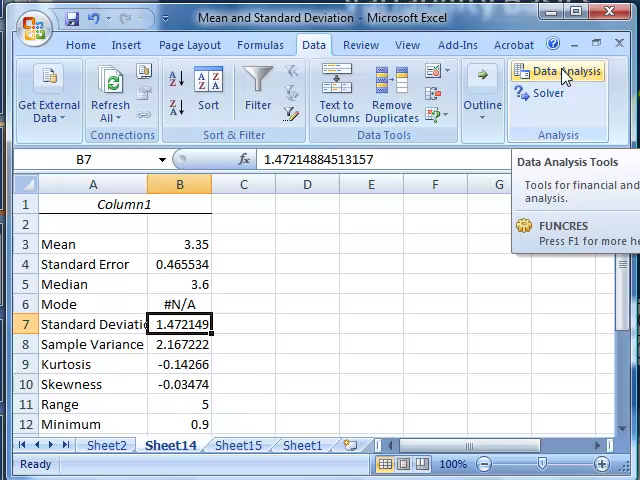 Mean and Standard Deviation - Microsoft Excel
Home Insert Page Layout Formulas Data Review View Add-Ins Acrobat
Get External Data
Refresh All
Connections
Sort
Filter
Sort & Filter
Text to Columns
Remove Duplicates
Data Tools
Outline
Data Analysis
Solver
Analysis
B7 fx 1.47214884513157
Data Analysis Tools
Tools for financial and
analysis.
FUNCRES
Press F1 for more he
A B C D E F G
1 Column1
2
3 Mean 3.35
4 Standard Error 0.465534
5 Median 3.6
6 Mode #N/A
7 Standard Deviatio 1.472149
8 Sample Variance 2.167222
9 Kurtosis -0.14266
10 Skewness -0.03474
11 Range 5
12 Minimum 0.9
Sheet2 Sheet14 Sheet15 Sheet1
Ready 100%